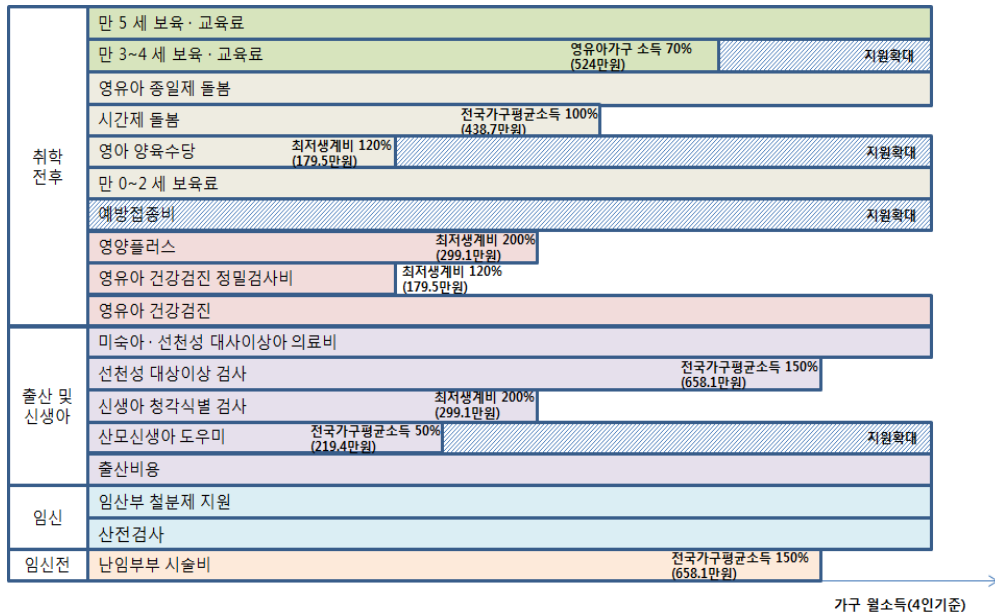 취학
전후
만 5 세 보육 · 교육료
만 3~4 세 보육 · 교육료
영유아가구 소득 70%
(524만원)
지원확대
영유아 종일제 돌봄
시간제 돌봄
전국가구평균소득 100%
(438.7만원)
영아 양육수당
최저생계비 120%
(179.5만원)
지원확대
만 0~2 세 보육료
예방접종비
지원확대
영양플러스
최저생계비 200%
(299.1만원)
영유아 건강검진 정밀검사비
최저생계비 120%
(179.5만원)
영유아 건강검진
출산 및
신생아
미숙아 · 선천성 대사이상아 의료비
선천성 대상이상 검사
전국가구평균소득 150%
(658.1만원)
신생아 청각식별 검사
최저생계비 200%
(299.1만원)
산모신생아 도우미
전국가구평균소득 50%
(219.4만원)
지원확대
출산비용
임신
임산부 철분제 지원
산전검사
임신전
난임부부 시술비
전국가구평균소득 150%
(658.1만원)
가구 월소득(4인기준)